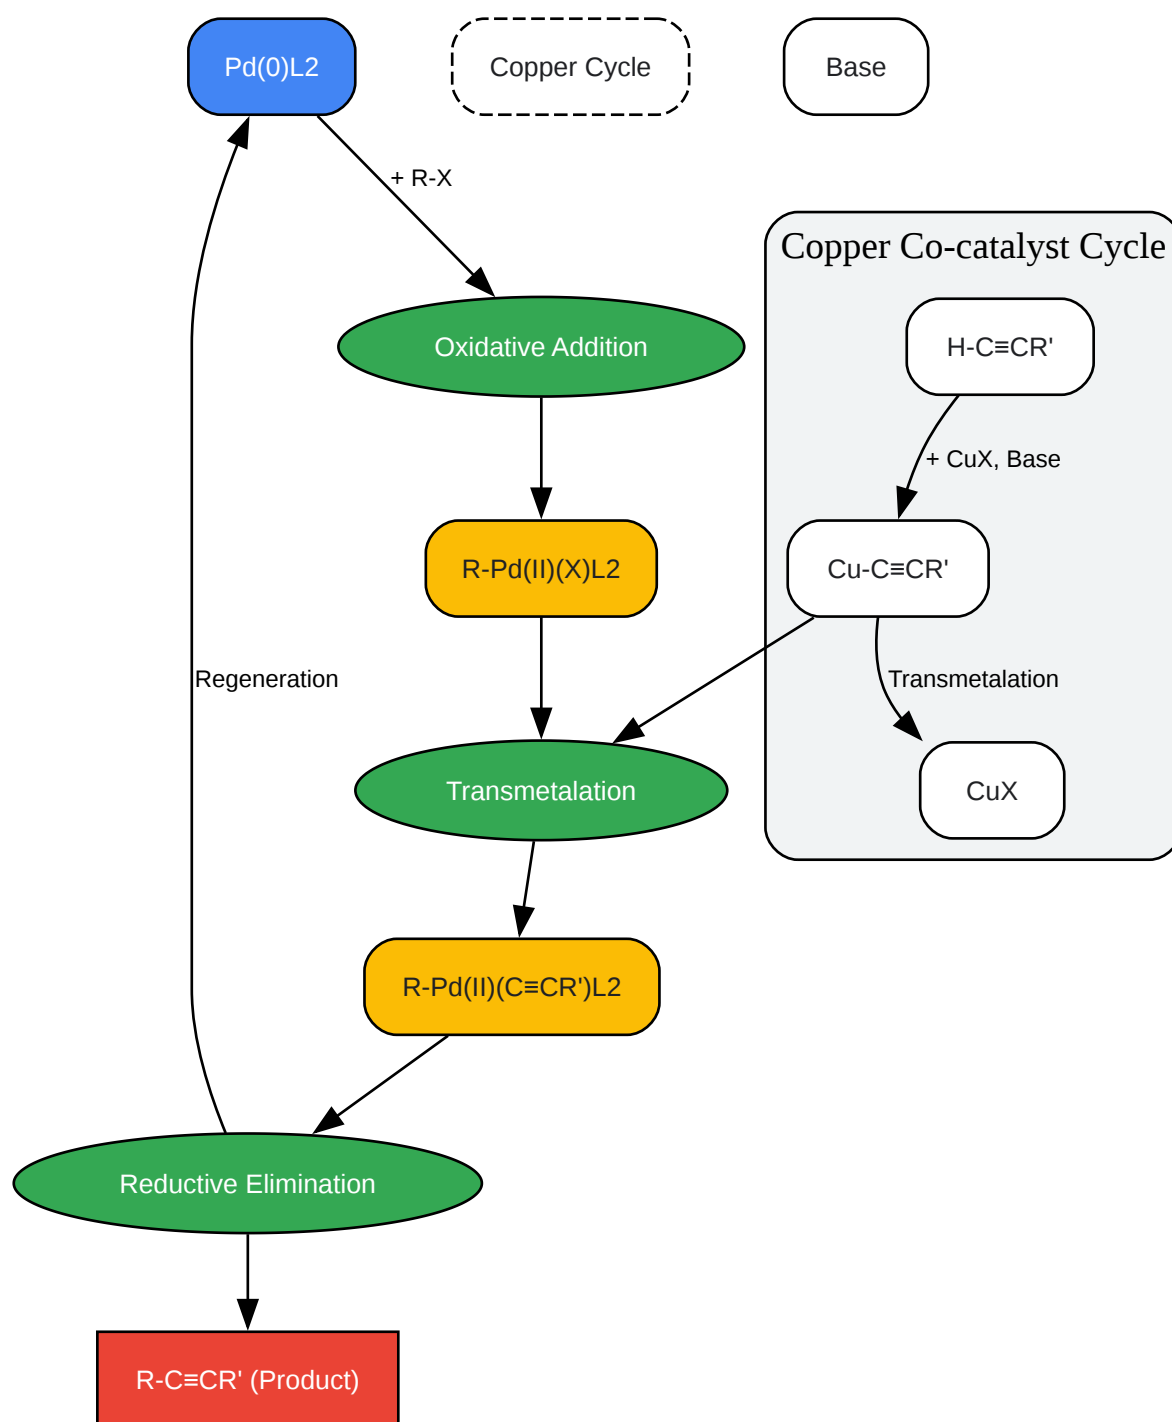 Pd(0)L2
Copper Cycle
Base
+ R-X
Copper Co-catalyst Cycle
Oxidative Addition
H-C≡CR'
+ CuX, Base
R-Pd(II)(X)L2
Cu-C≡CR'
Regeneration
Transmetalation
Transmetalation
CuX
R-Pd(II)(C≡CR')L2
Reductive Elimination
R-C≡CR' (Product)